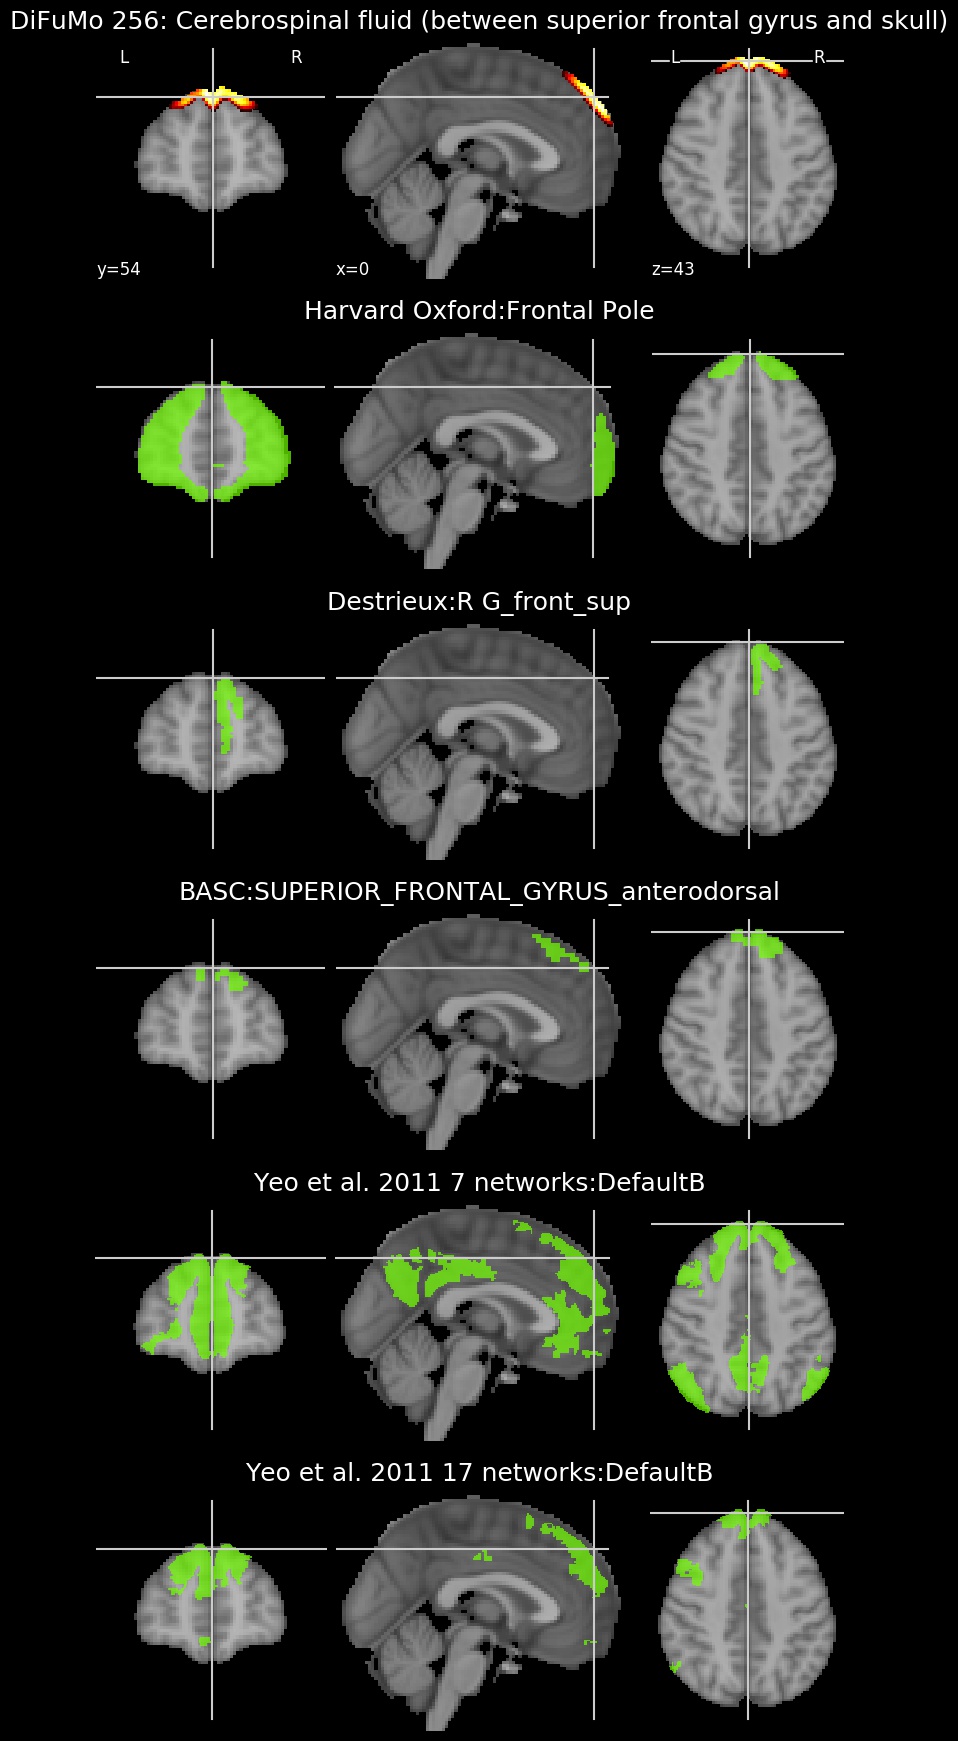 DiFuMo 256: Cerebrospinal fluid (between superior frontal gyrus and skull)
L R L R
y=54 x=0 z=43
Harvard Oxford:Frontal Pole
Destrieux:R G_front_sup
BASC:SUPERIOR_FRONTAL_GYRUS_anterodorsal
Yeo et al. 2011 7 networks:DefaultB
Yeo et al. 2011 17 networks:DefaultB